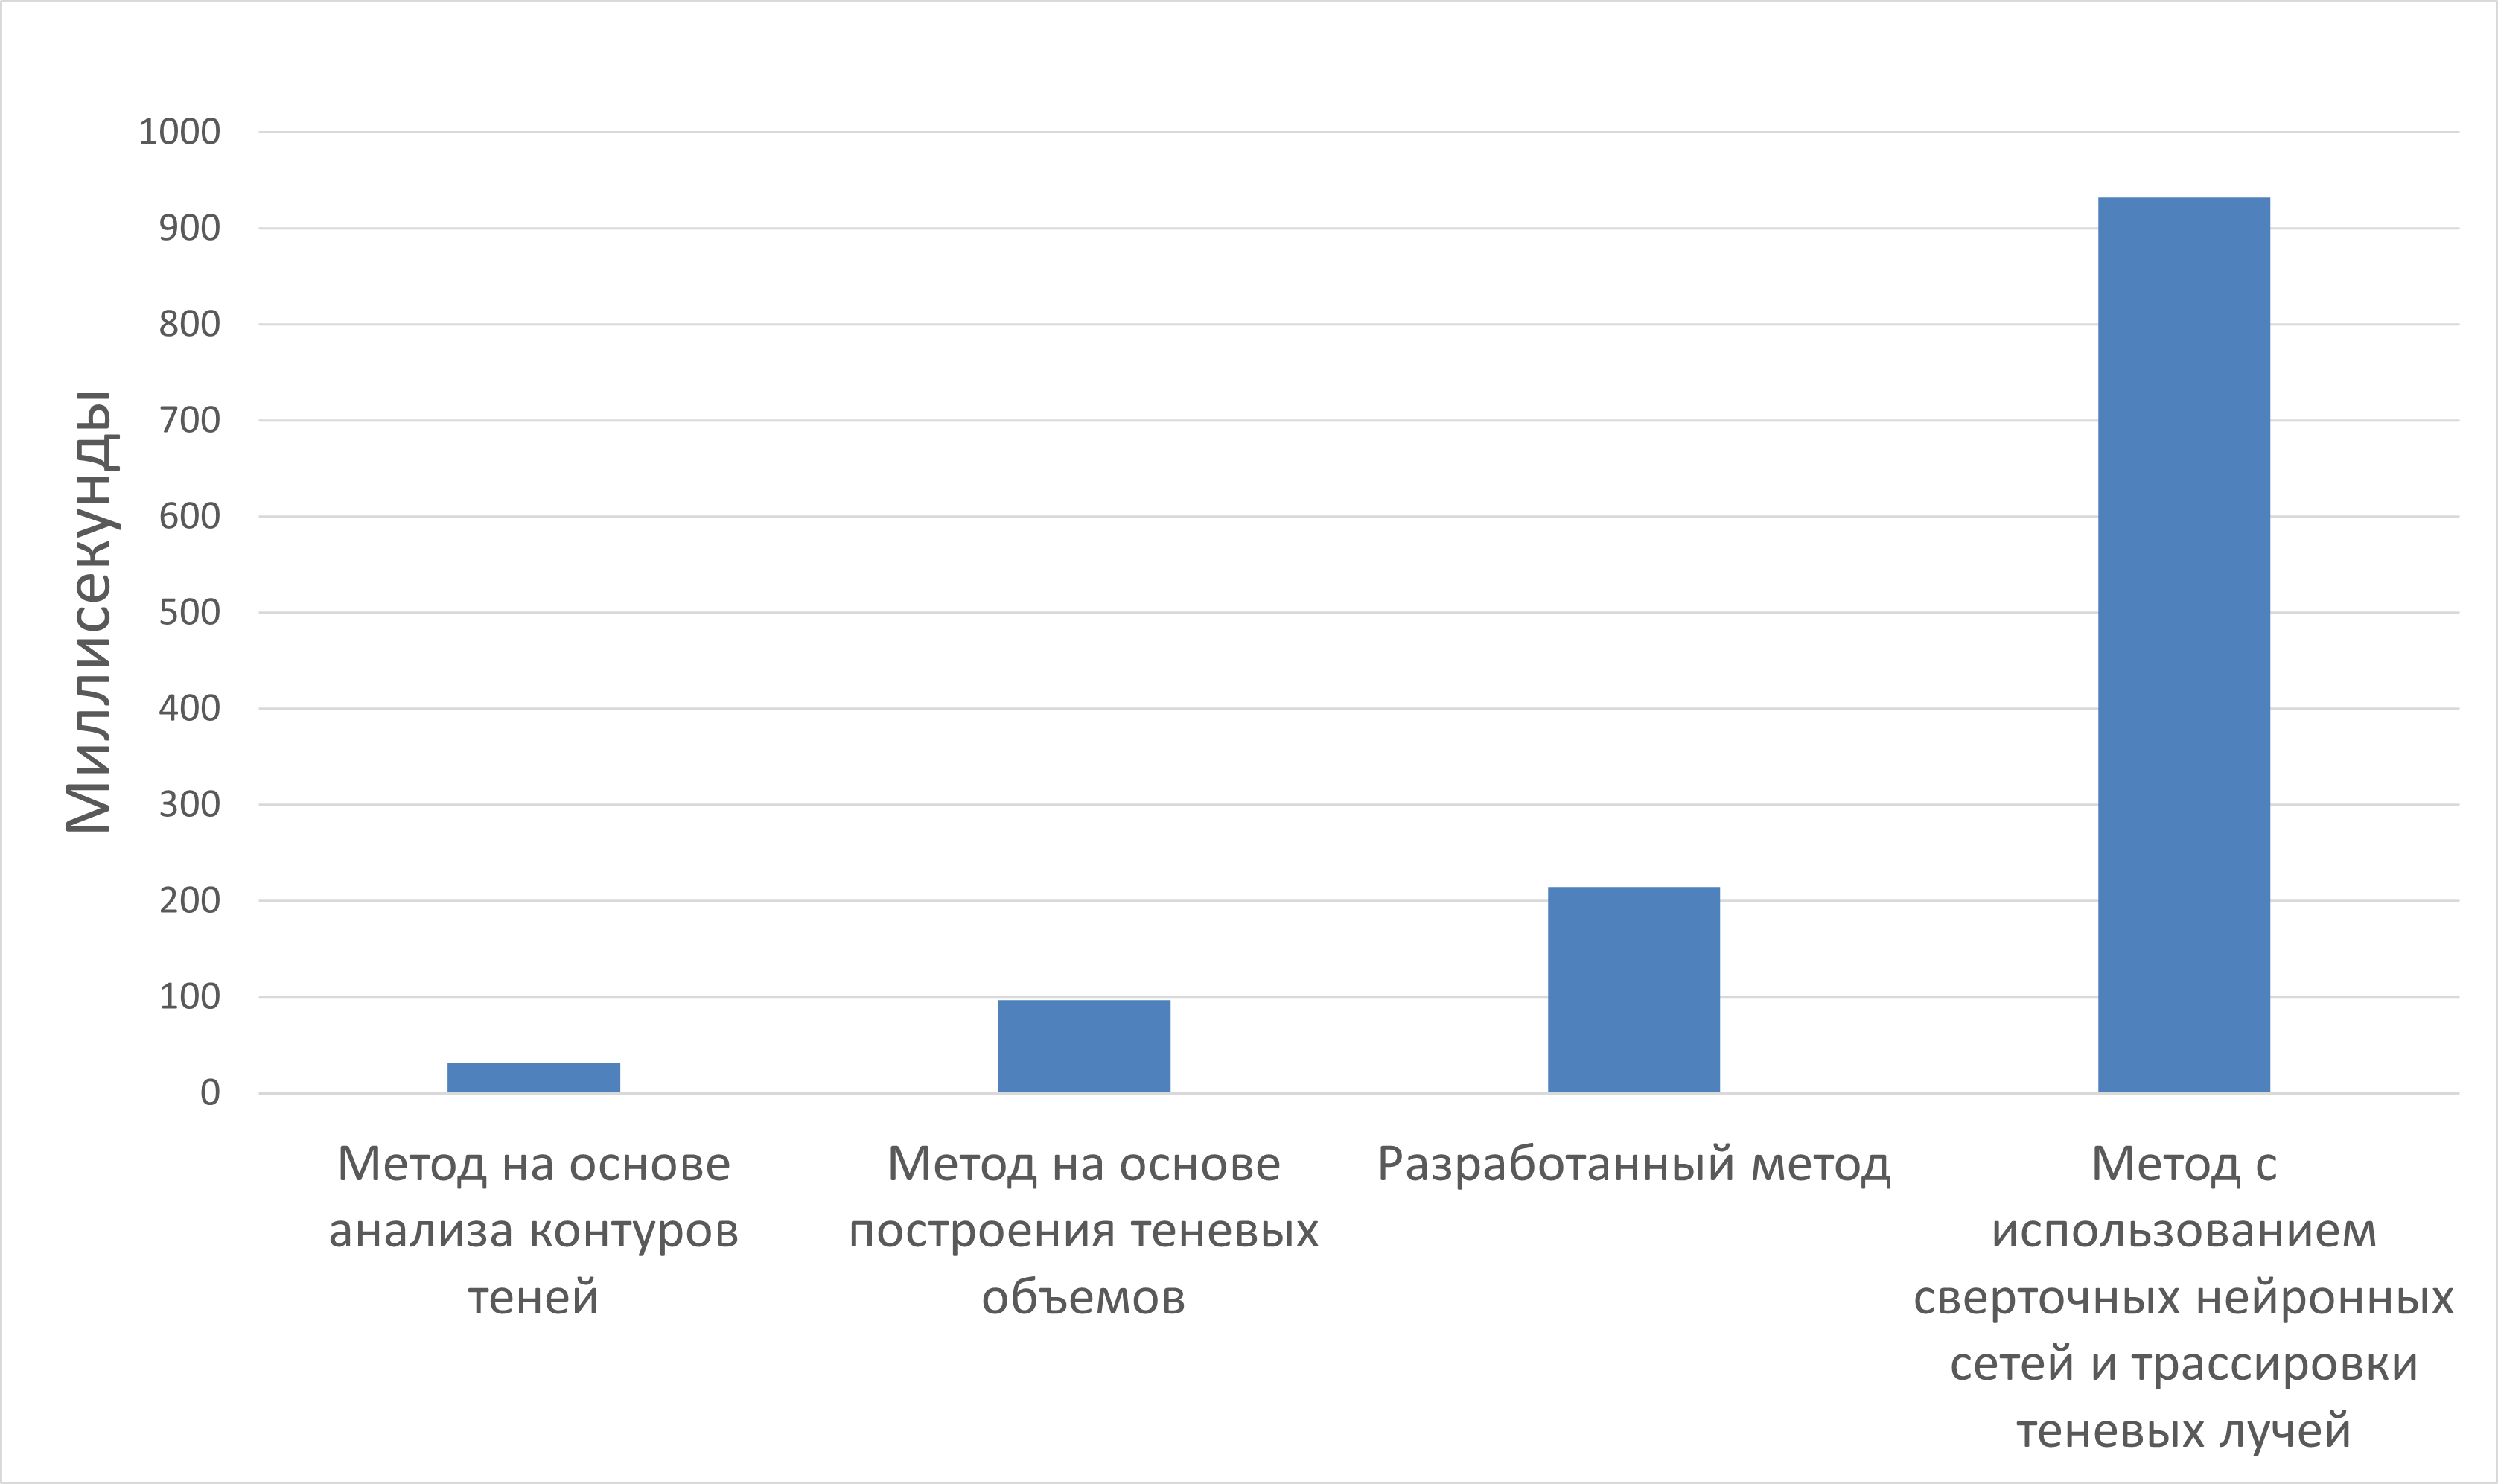 Миллисекунды
1000
900
800
700
600
500
400
300
200
100
0
Метод на основе
анализа контуров
теней
Метод на основе
построения теневых
объемов
Разработанный метод
Метод с
использованием
сверточных нейронных
сетей и трассировки
теневых лучей